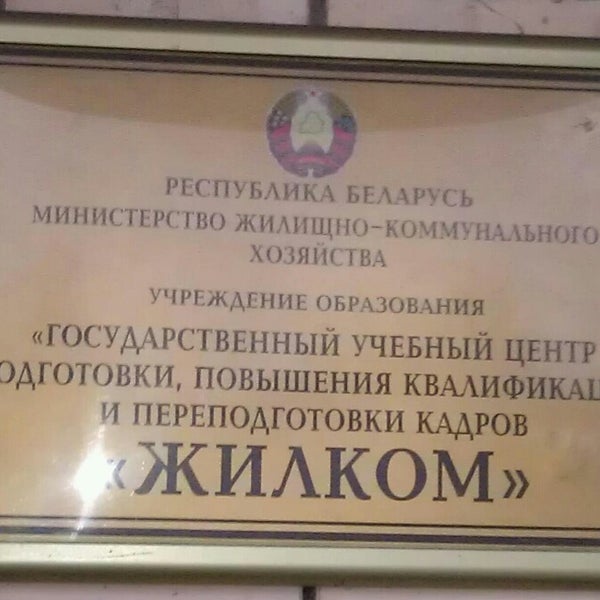 РЕСПУБЛИКА БЕЛАРУСЬ
МИНИСТЕРСТВО ЖИЛИЩНО-КОММУНАЛЬНОГО
ХОЗЯЙСТВА
УЧРЕЖДЕНИЕ ОБРАЗОВАНИЯ
«ГОСУДАРСТВЕННЫЙ УЧЕБНЫЙ ЦЕНТР
ОДГОТОВКИ, ПОВЫШЕНИЯ КВАЛИФИКАЦ
И ПЕРЕПОДГОТОВКИ КАДРОВ
«ЖИЛКОМ»